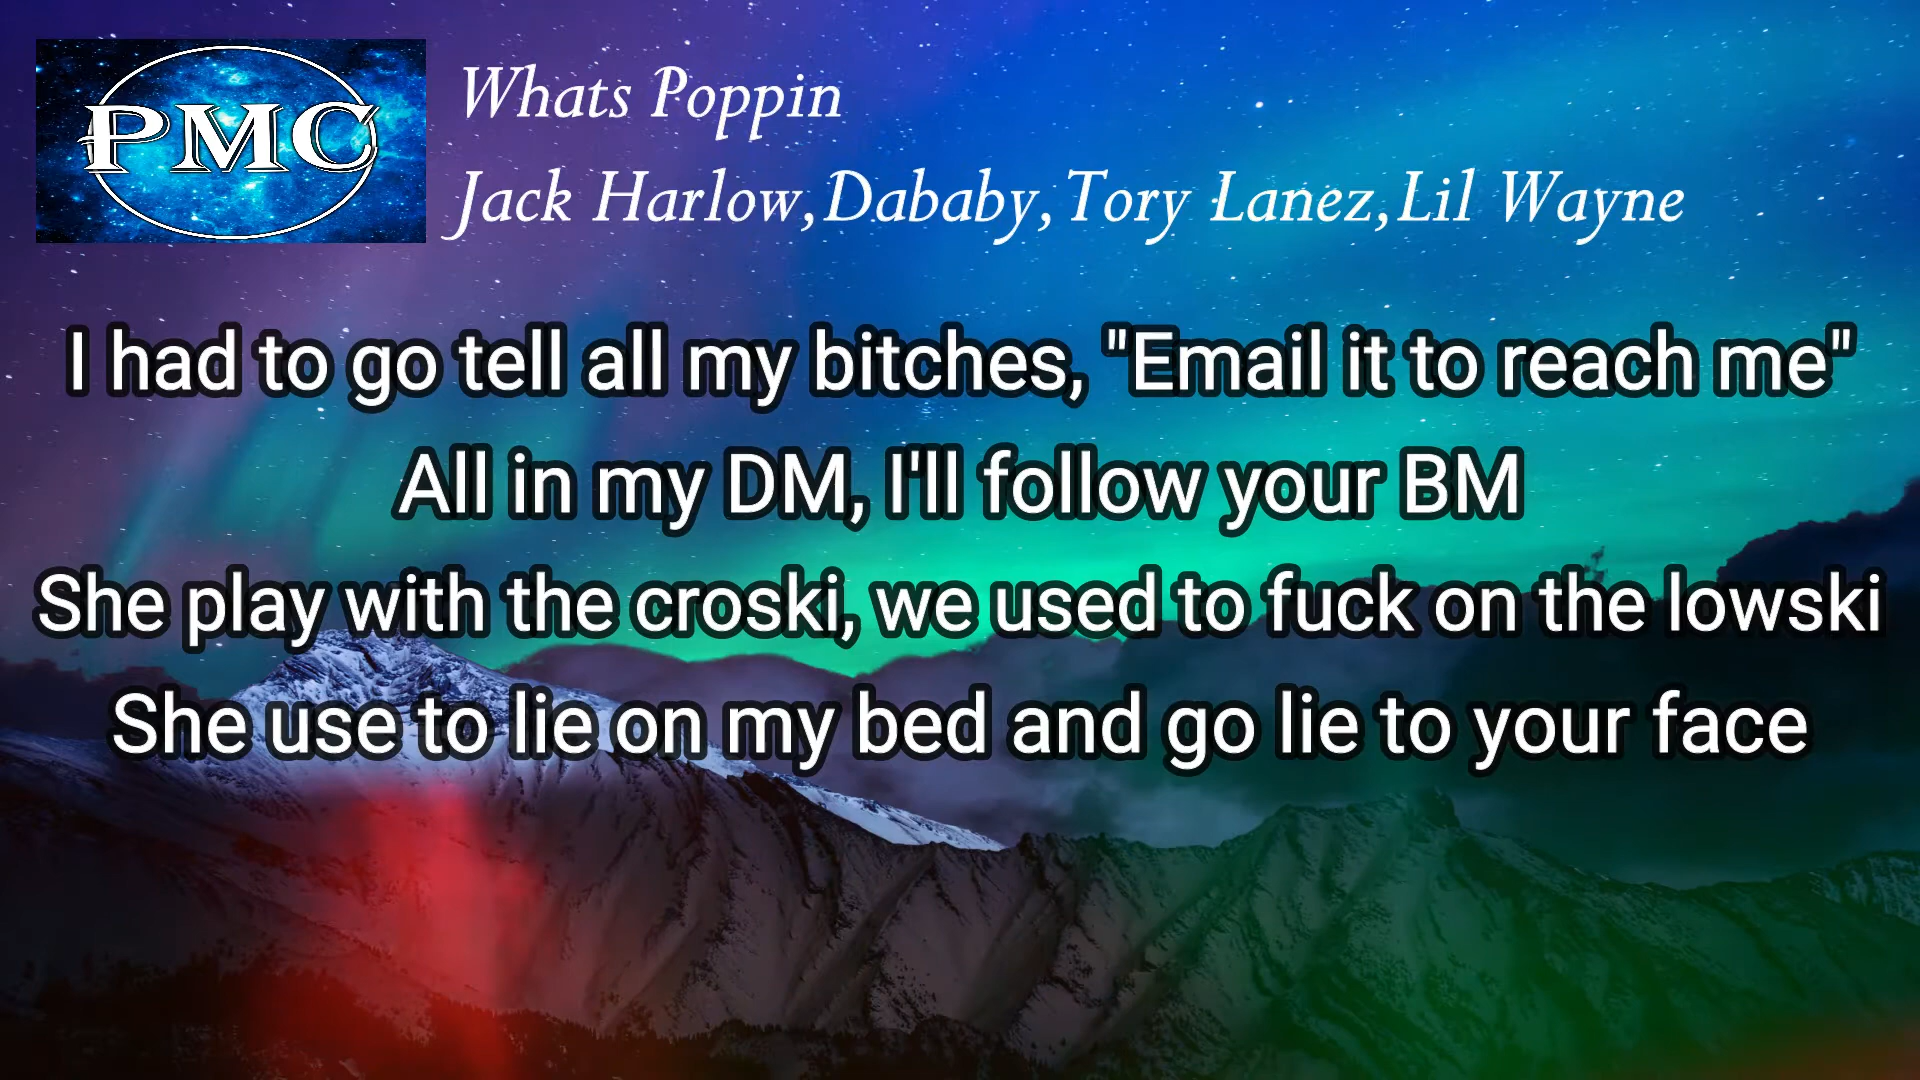 PMC
Whats Poppin
Jack Harlow,Dababy,Tory Lanez,Lil Wayne
I had to go tell all my bitches, "Email it to reach me"
All in my DM, I'll follow your BM
She play with the croski, we used to fuck on the lowski
She use to lie on my bed and go lie to your face